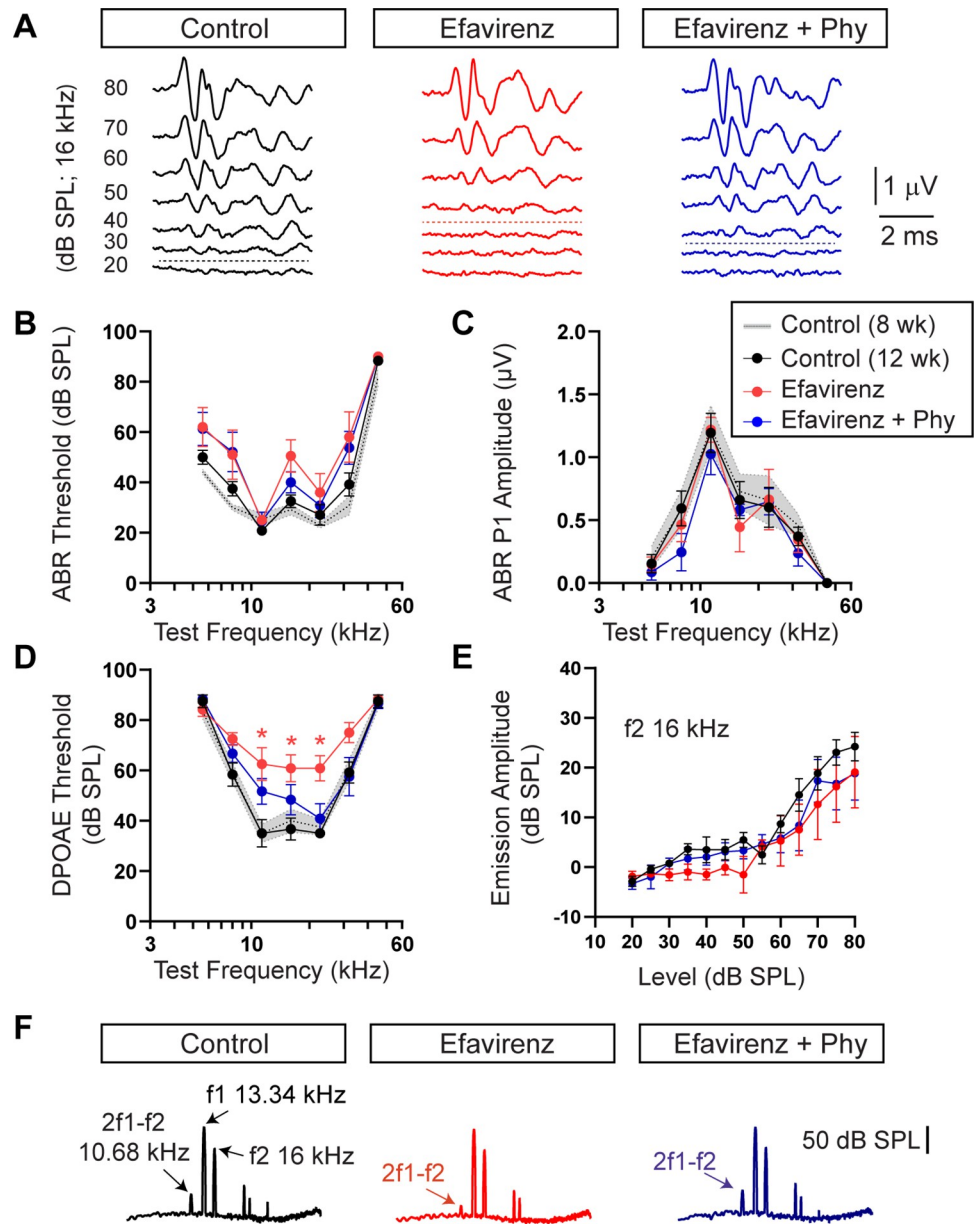 A
Control
Efavirenz
Efavirenz + Phy
(dB SPL; 16 kHz)
80
70
60
50
40
30
20
1 µV
2 ms
B
ABR Threshold (dB SPL)
100
80
60
40
20
0
3
10
60
Test Frequency (kHz)
C
ABR P1 Amplitude (µV)
2.0
1.5
1.0
0.5
0.0
3
10
60
Test Frequency (kHz)
Control (8 wk)
Control (12 wk)
Efavirenz
Efavirenz + Phy
D
DPOAE Threshold
(dB SPL)
100
80
60
40
20
0
* * *
3
10
60
Test Frequency (kHz)
E
Emission Amplitude
(dB SPL)
40
30
20
10
0
-10
f2 16 kHz
10 20 30 40 50 60 70 80
Level (dB SPL)
F
Control
Efavirenz
Efavirenz + Phy
f1 13.34 kHz
2f1-f2
10.68 kHz
f2 16 kHz
2f1-f2
2f1-f2
50 dB SPL